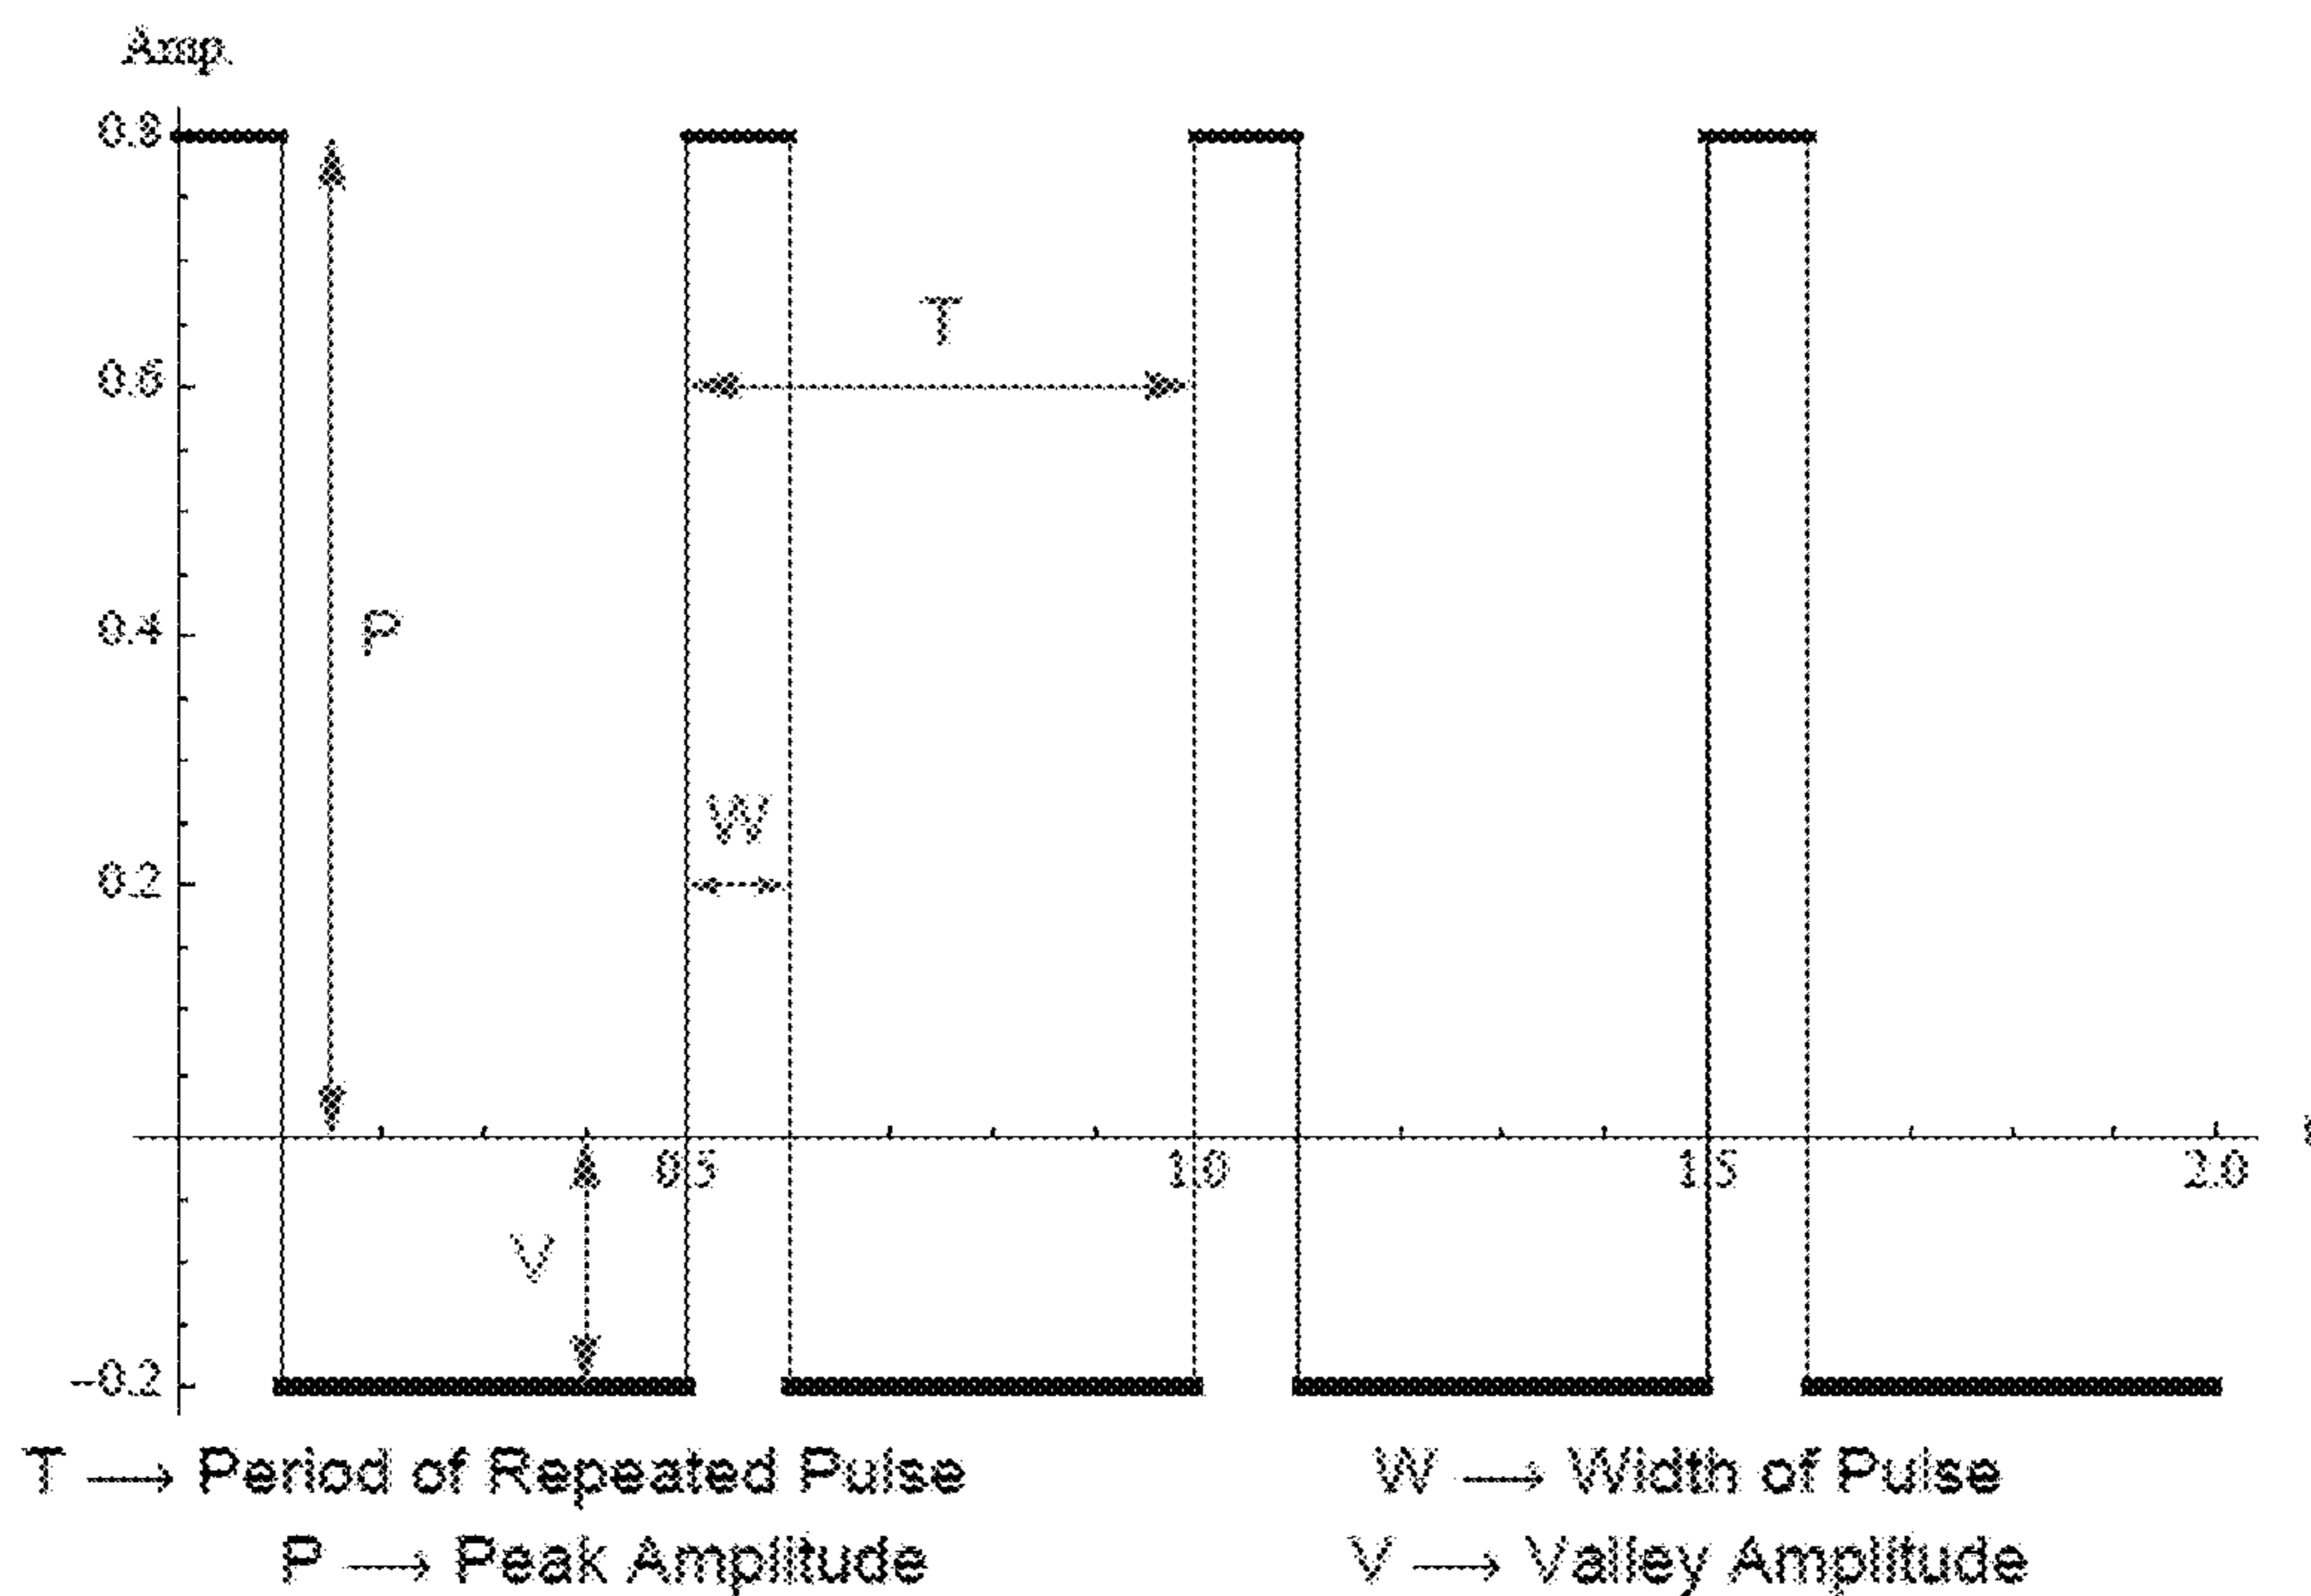 Amp.
0.8
T
0.6
P
0.4
W
0.2
0.5 1.0 1.5 2.0
V
-0.2
T → Period of Repeated Pulse W → Width of Pulse
P → Peak Amplitude V → Valley Amplitude